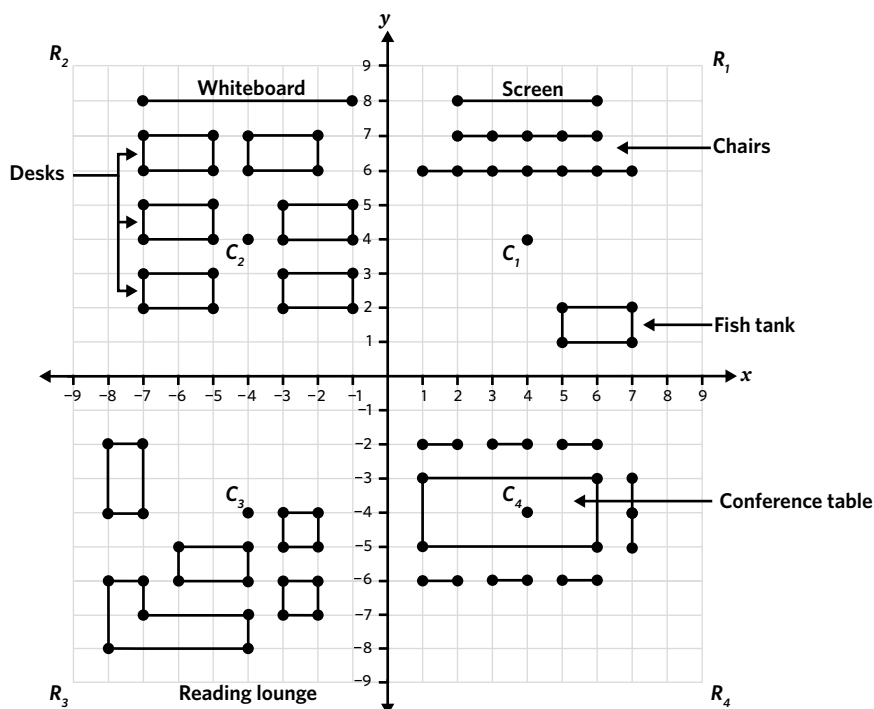 y
R₂
R₁
9
Whiteboard
Screen
8
7
Chairs
6
Desks
5
4
C₂
C₁
3
2
Fish tank
1
x
−9 −8 −7 −6 −5 −4 −3 −2 −1 1 2 3 4 5 6 7 8 9
−1
−2
−3
C₃
C₄
Conference table
−4
−5
−6
−7
−8
−9
R₃
Reading lounge
R₄